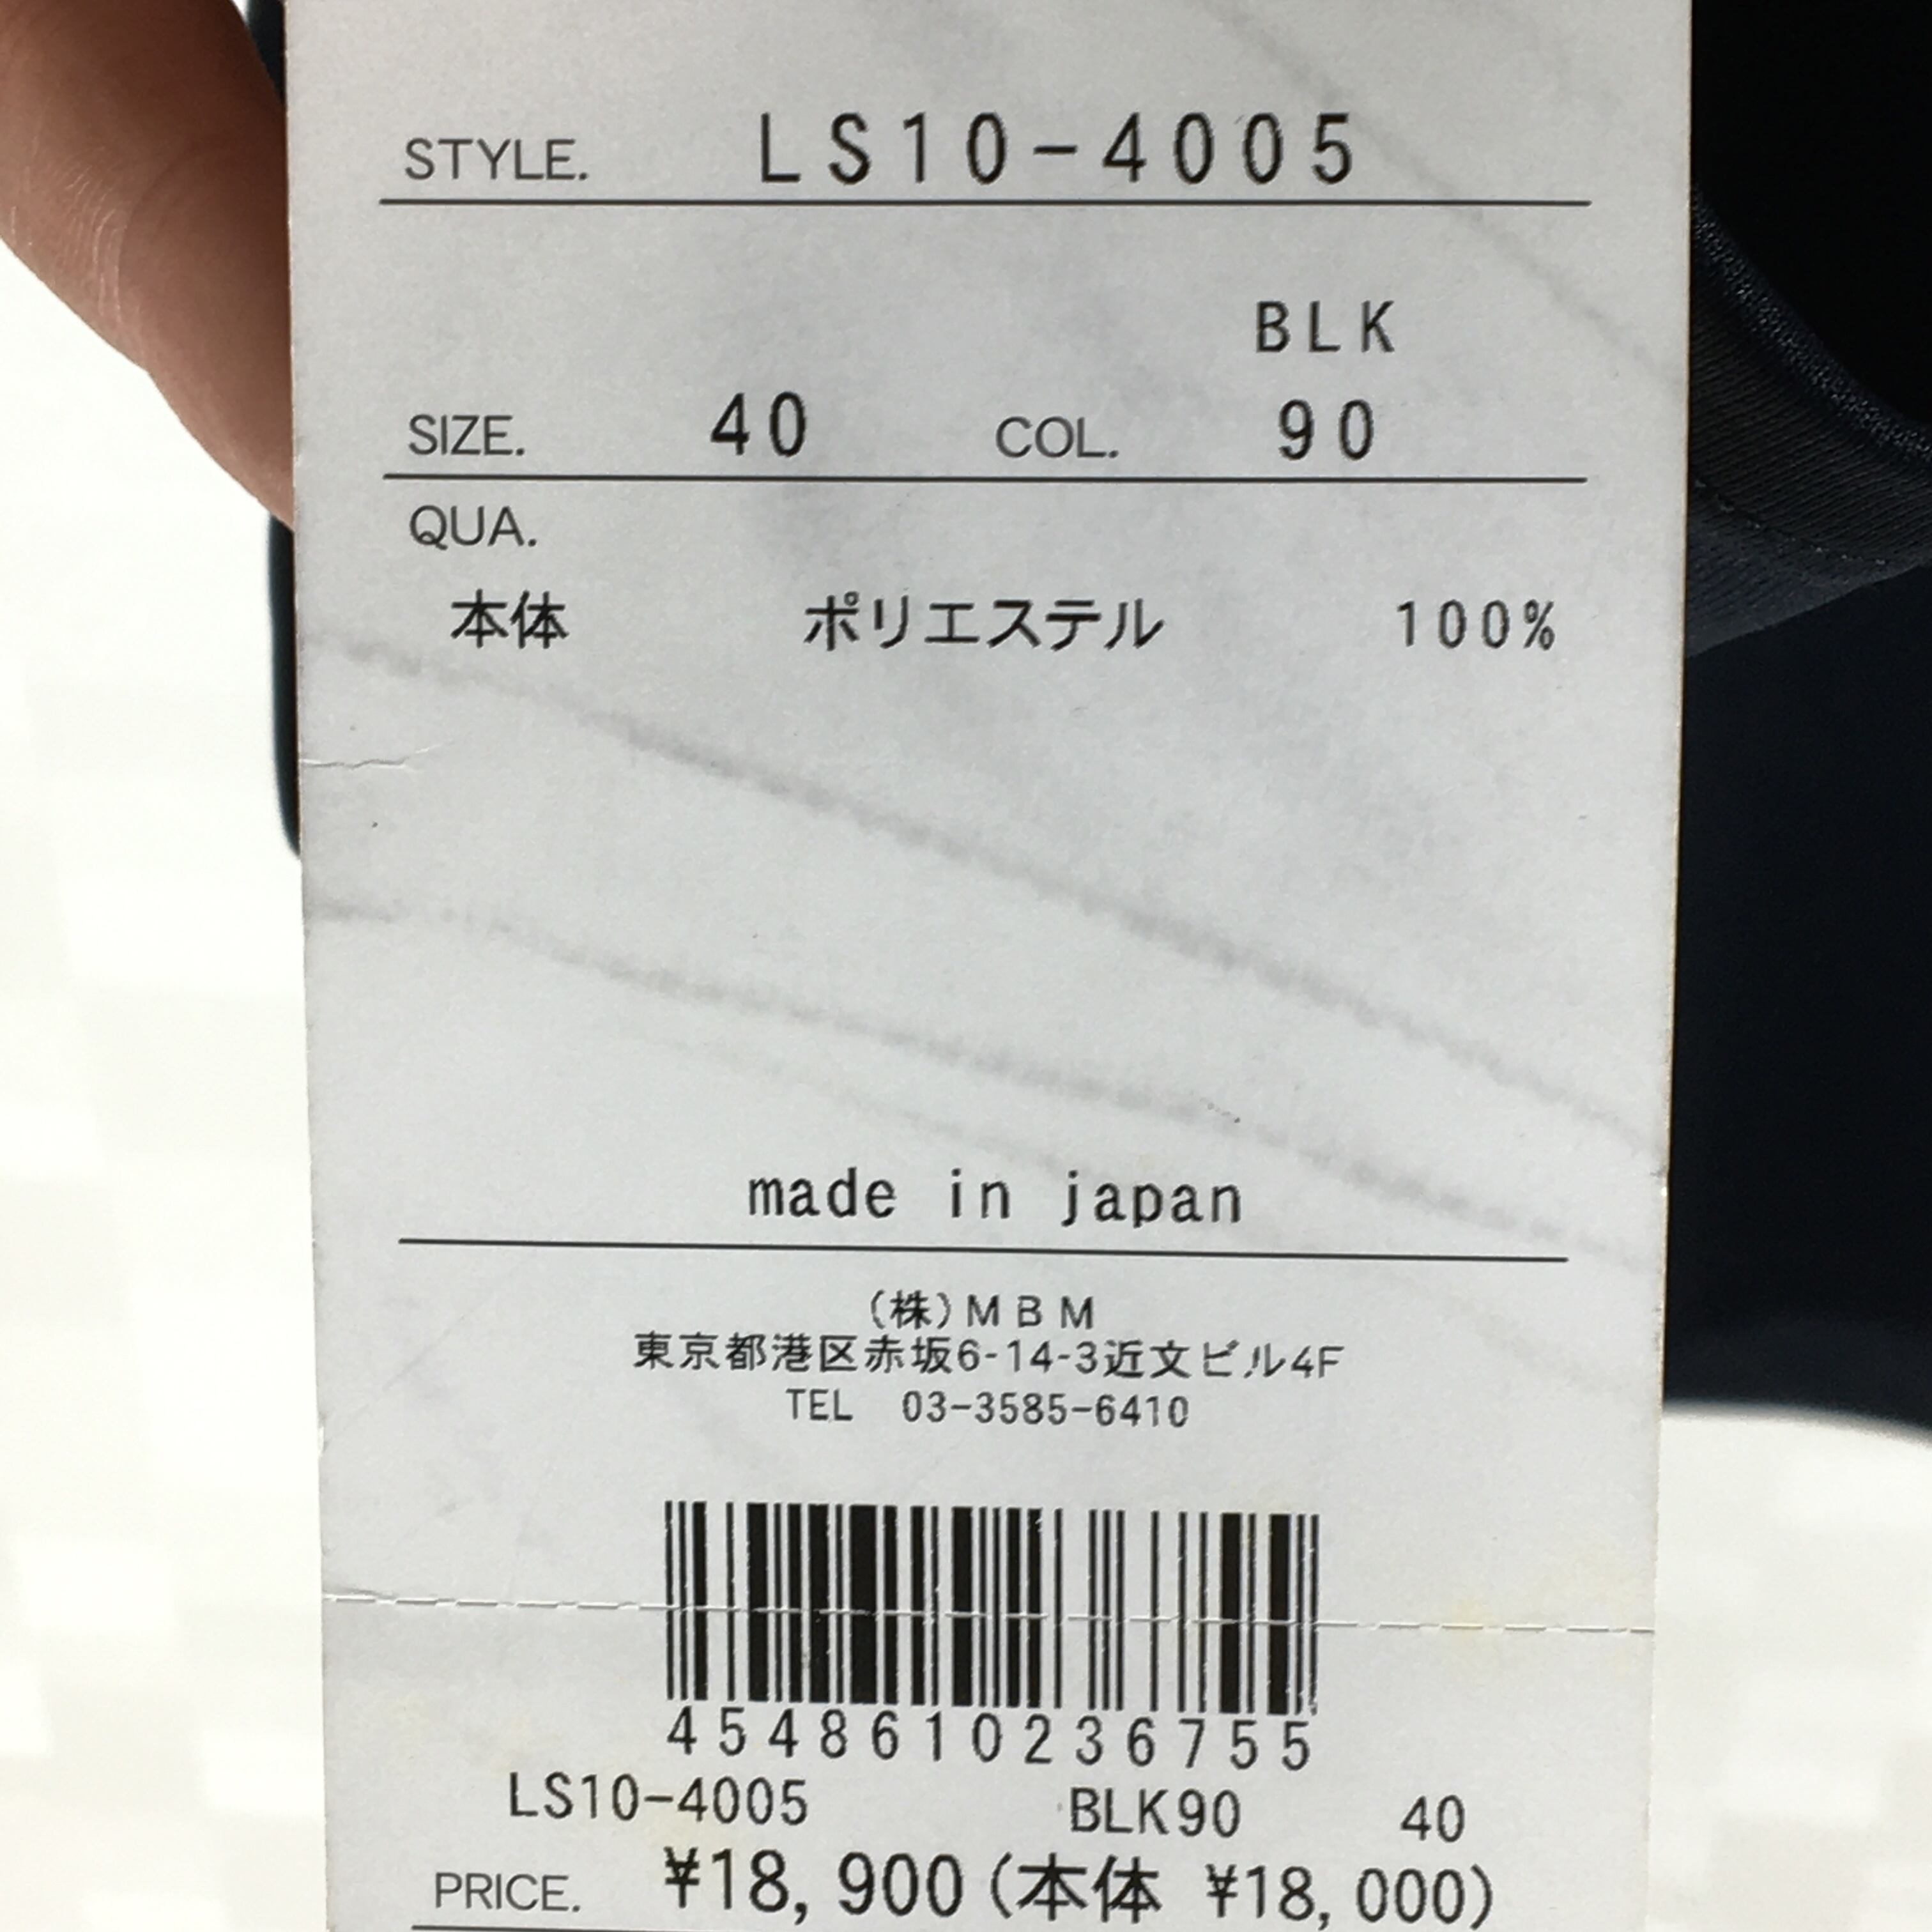 STYLE. LS10-4005
BLK
SIZE. 40 COL. 90
QUA.
本体 ポリエステル 100%
made in japan
(株)MBM
東京都港区赤坂6-14-3近文ビル4F
TEL 03-3585-6410
4548610236755
LS10-4005 BLK90 40
PRICE. ¥18,900(本体 ¥18,000)